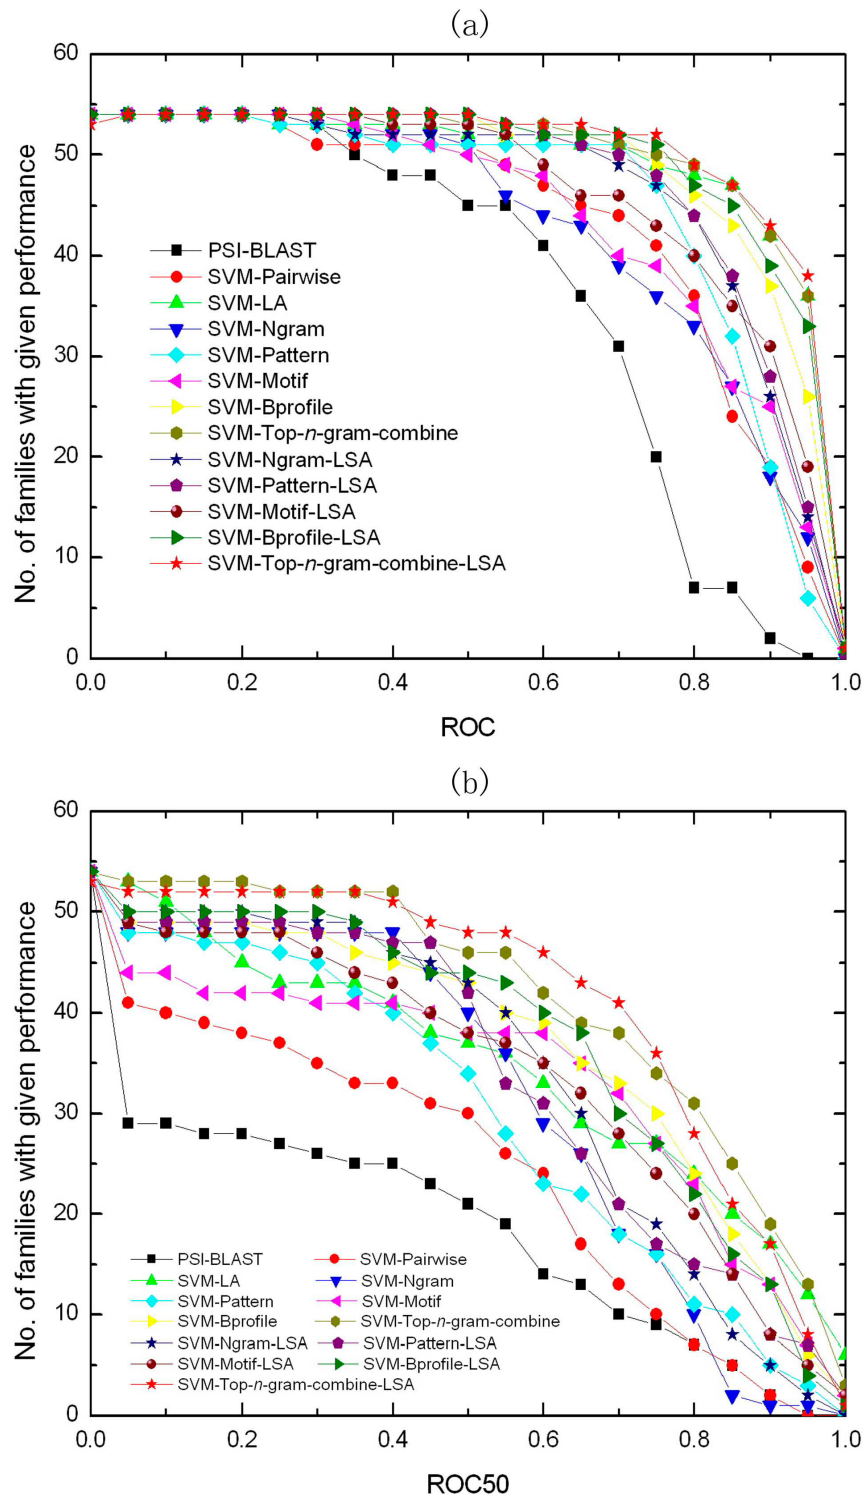 (a)
60
50
40
30
20
10
0
No. of families with given performance
PSI-BLAST
SVM-Pairwise
SVM-LA
SVM-Ngram
SVM-Pattern
SVM-Motif
SVM-Bprofile
SVM-Top-n-gram-combine
SVM-Ngram-LSA
SVM-Pattern-LSA
SVM-Motif-LSA
SVM-Bprofile-LSA
SVM-Top-n-gram-combine-LSA
0.0 0.2 0.4 0.6 0.8 1.0
ROC
(b)
60
50
40
30
20
10
0
No. of families with given performance
PSI-BLAST SVM-Pairwise
SVM-LA SVM-Ngram
SVM-Pattern SVM-Motif
SVM-Bprofile SVM-Top-n-gram-combine
SVM-Ngram-LSA SVM-Pattern-LSA
SVM-Motif-LSA SVM-Bprofile-LSA
SVM-Top-n-gram-combine-LSA
0.0 0.2 0.4 0.6 0.8 1.0
ROC50